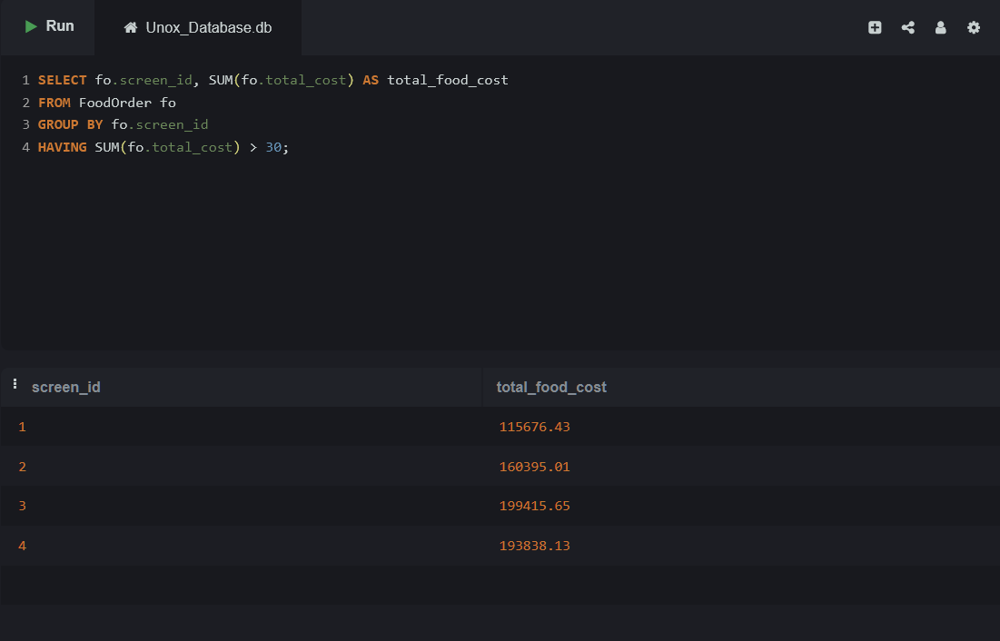 Run
Unox_Database.db
1 SELECT fo.screen_id, SUM(fo.total_cost) AS total_food_cost
2 FROM FoodOrder fo
3 GROUP BY fo.screen_id
4 HAVING SUM(fo.total_cost) > 30;
screen_id total_food_cost
1 115676.43
2 160395.01
3 199415.65
4 193838.13